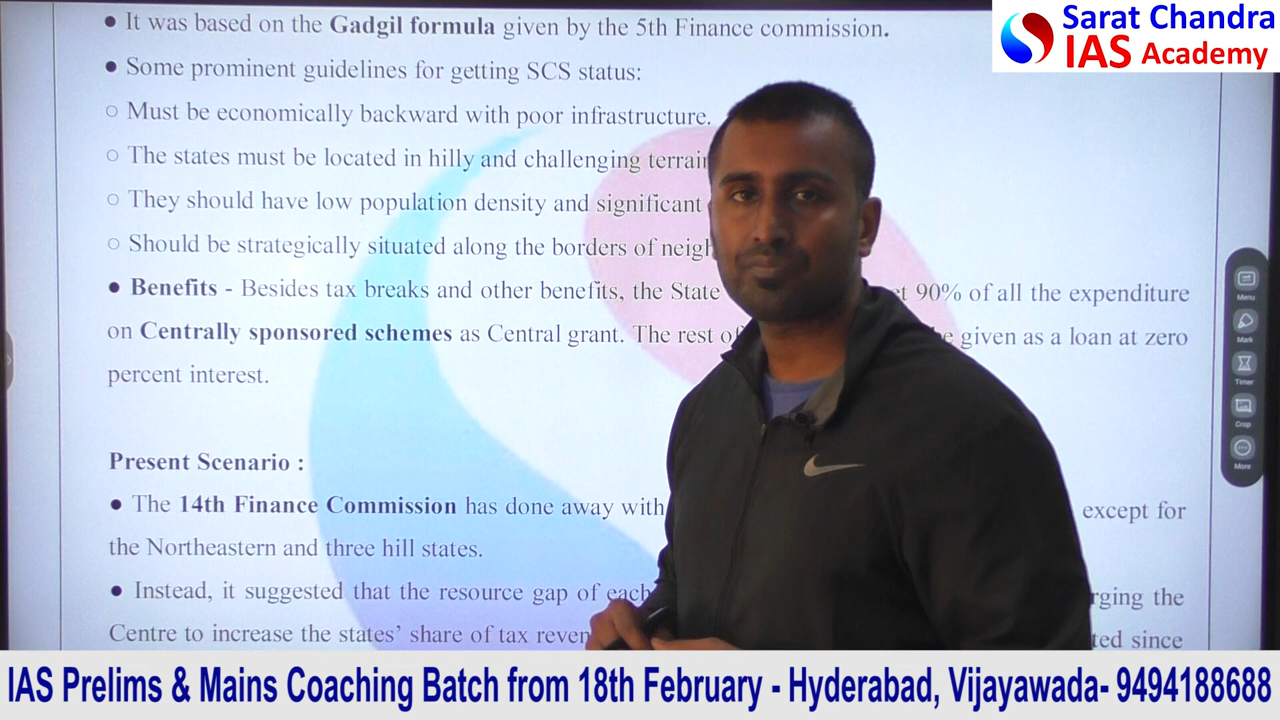 ● It was based on the Gadgil formula given by the 5th Finance commission.
Sarat Chandra
IAS Academy
● Some prominent guidelines for getting SCS status:
○ Must be economically backward with poor infrastructure.
○ The states must be located in hilly and challenging
○ They should have low population density and significant
○ Should be strategically situated along the borders of
● Benefits - Besides tax breaks and other benefits, the State 90% of all the expenditure
on Centrally sponsored schemes as Central grant. The rest given as a loan at zero
percent interest.
Present Scenario :
● The 14th Finance Commission has done away with except for
the Northeastern and three hill states.
● Instead, it suggested that the resource gap of each the
Centre to increase the states' share of tax since
Menu
Mark
Timer
Crop
More
IAS Prelims & Mains Coaching Batch from 18th February - Hyderabad, Vijayawada- 9494188688